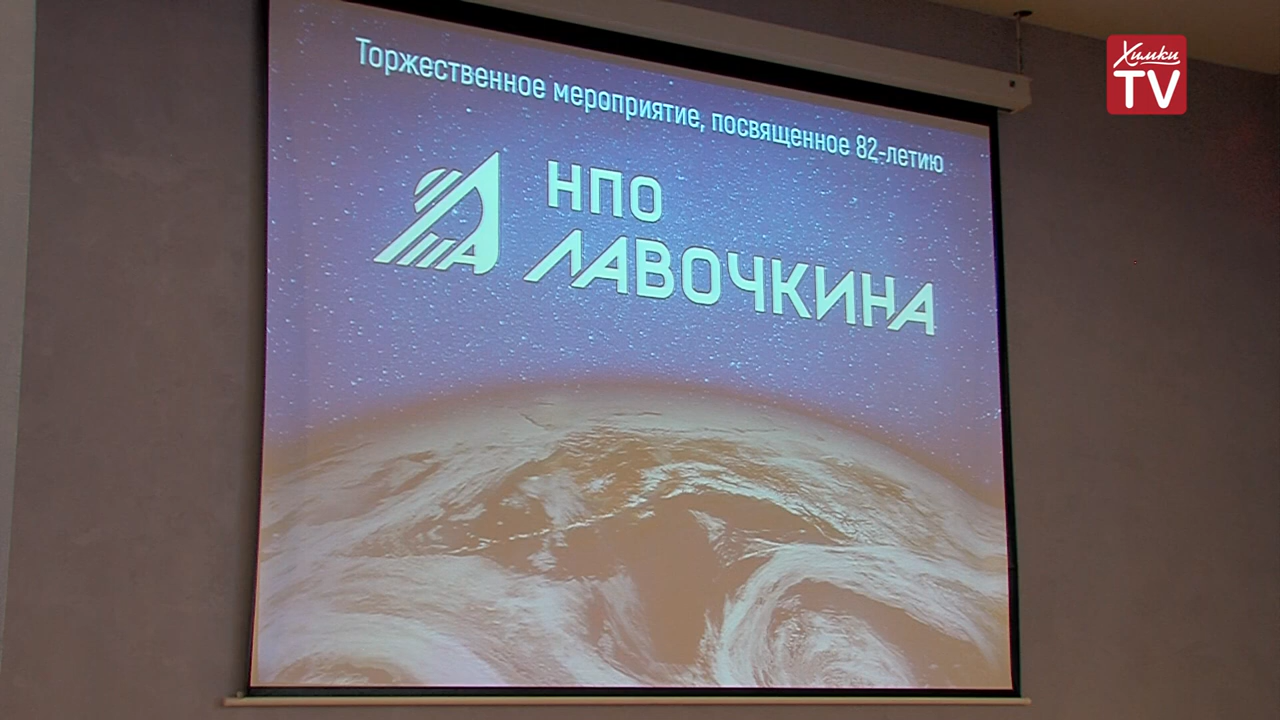 Химки
TV
Торжественное мероприятие, посвященное 82-летию
НПО
ЛАВОЧКИНА